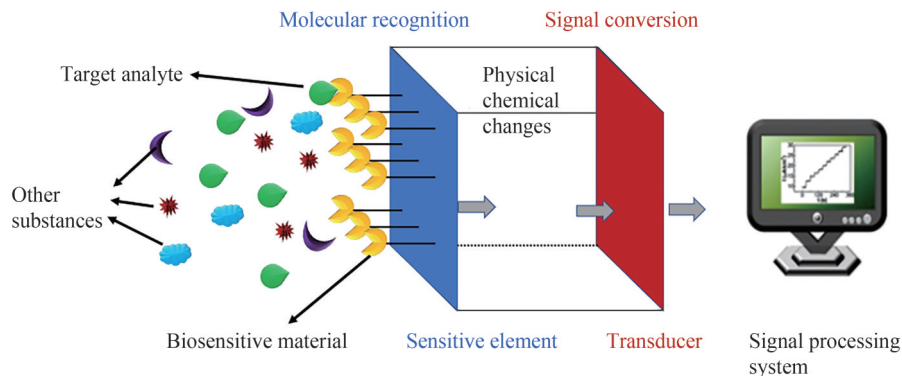 Molecular recognition
Signal conversion
Target analyte
Physical
chemical
changes
Other
substances
Biosensitive material
Sensitive element
Transducer
Signal processing
system